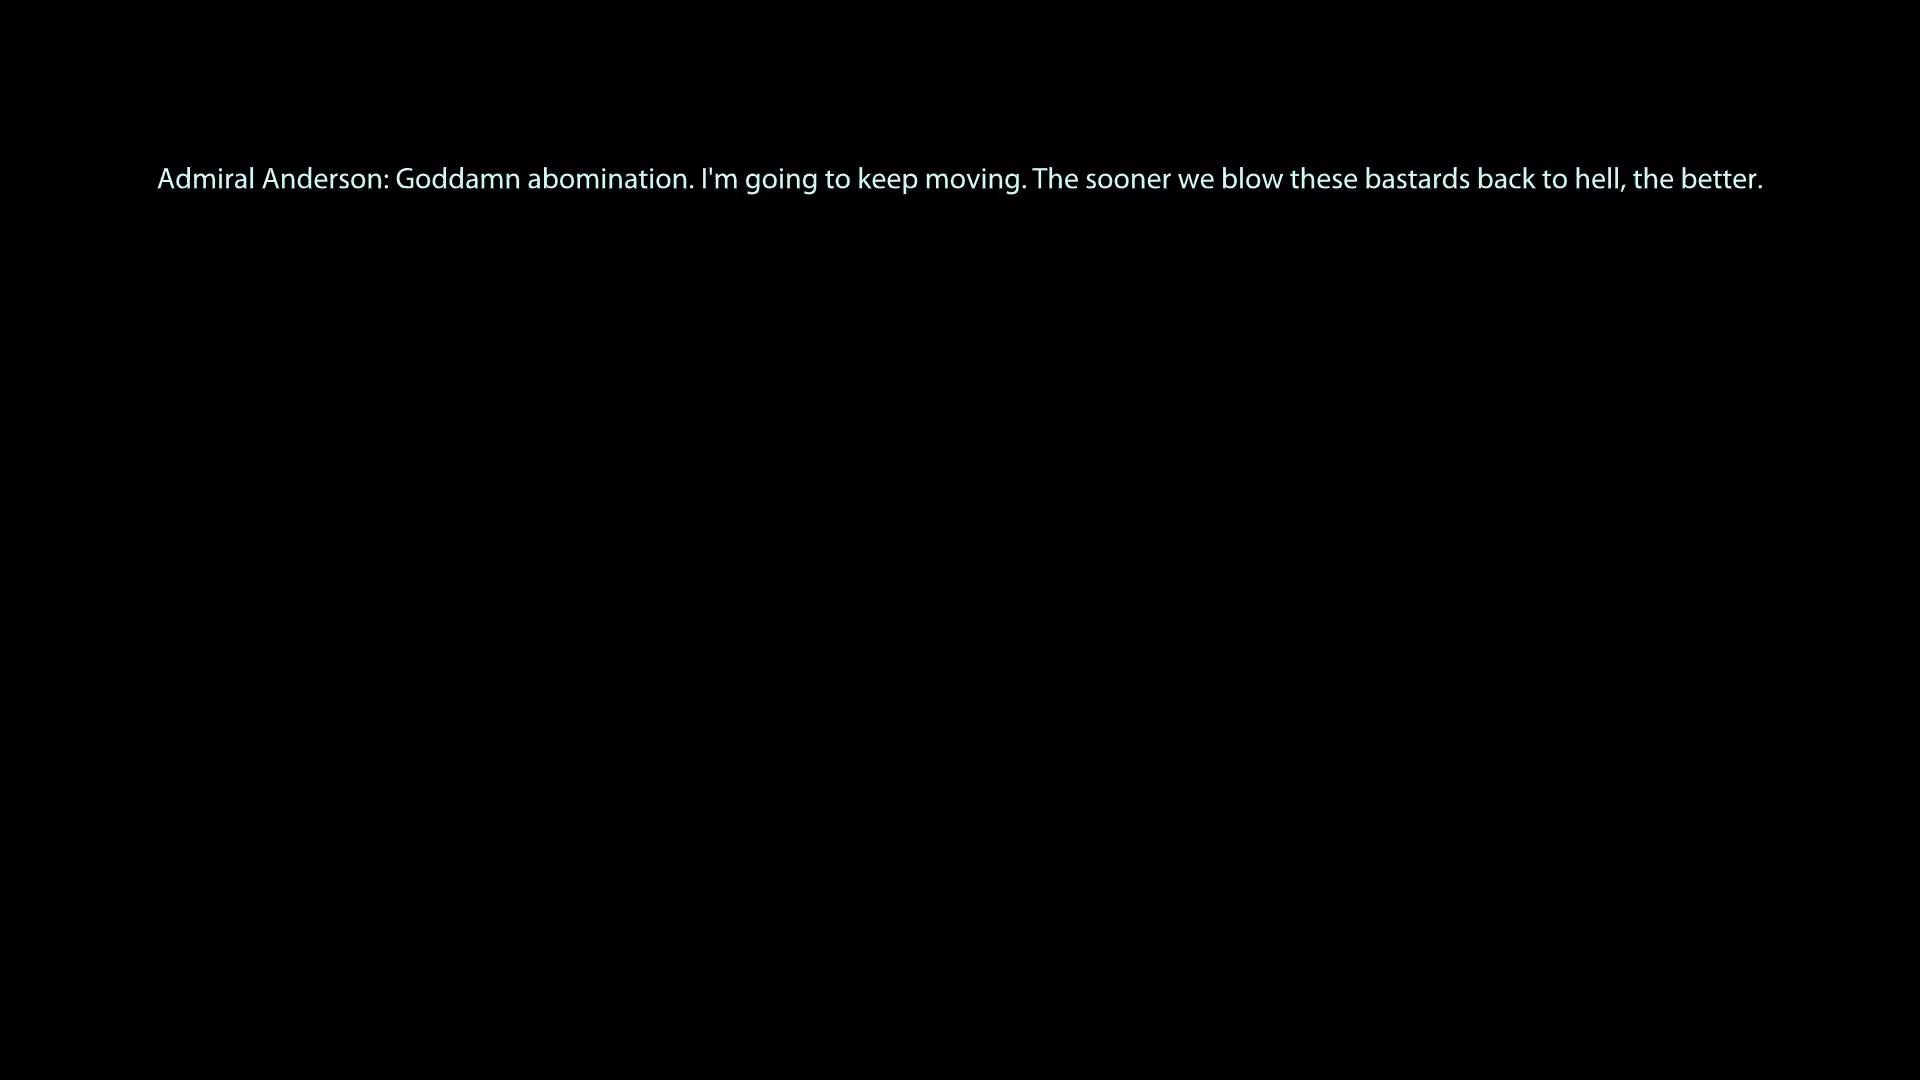 Admiral Anderson: Goddamn abomination. I'm going to keep moving. The sooner we blow these bastards back to hell, the better.